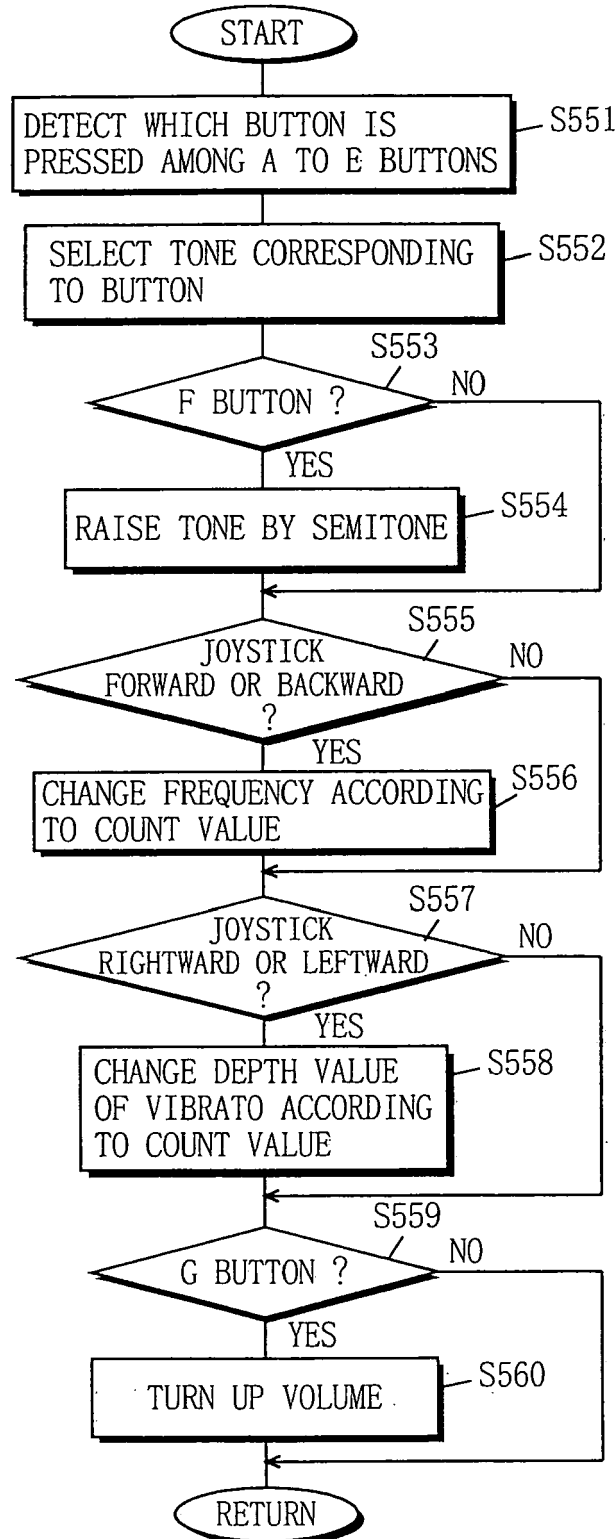 START
DETECT WHICH BUTTON IS
PRESSED AMONG A TO E BUTTONS
S551
SELECT TONE CORRESPONDING
TO BUTTON
S552
S553
F BUTTON ?
NO
YES
RAISE TONE BY SEMITONE
S554
S555
JOYSTICK
FORWARD OR BACKWARD
?
NO
YES
CHANGE FREQUENCY ACCORDING
TO COUNT VALUE
S556
S557
JOYSTICK
RIGHTWARD OR LEFTWARD
?
NO
YES
CHANGE DEPTH VALUE
OF VIBRATO ACCORDING
TO COUNT VALUE
S558
S559
G BUTTON ?
NO
YES
TURN UP VOLUME
S560
RETURN